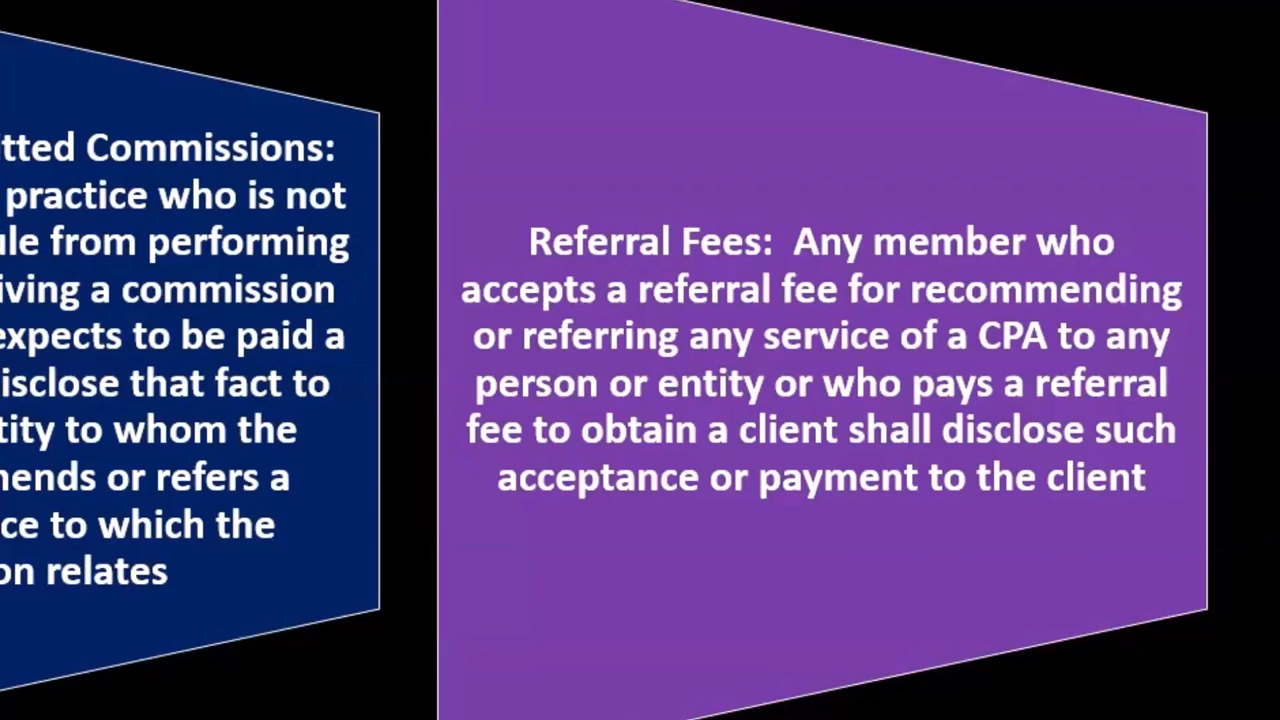 tted Commissions:
practice who is not
ule from performing
iving a commission
expects to be paid a
isclose that fact to
tity to whom the
ends or refers a
ce to which the
on relates
Referral Fees: Any member who
accepts a referral fee for recommending
or referring any service of a CPA to any
person or entity or who pays a referral
fee to obtain a client shall disclose such
acceptance or payment to the client